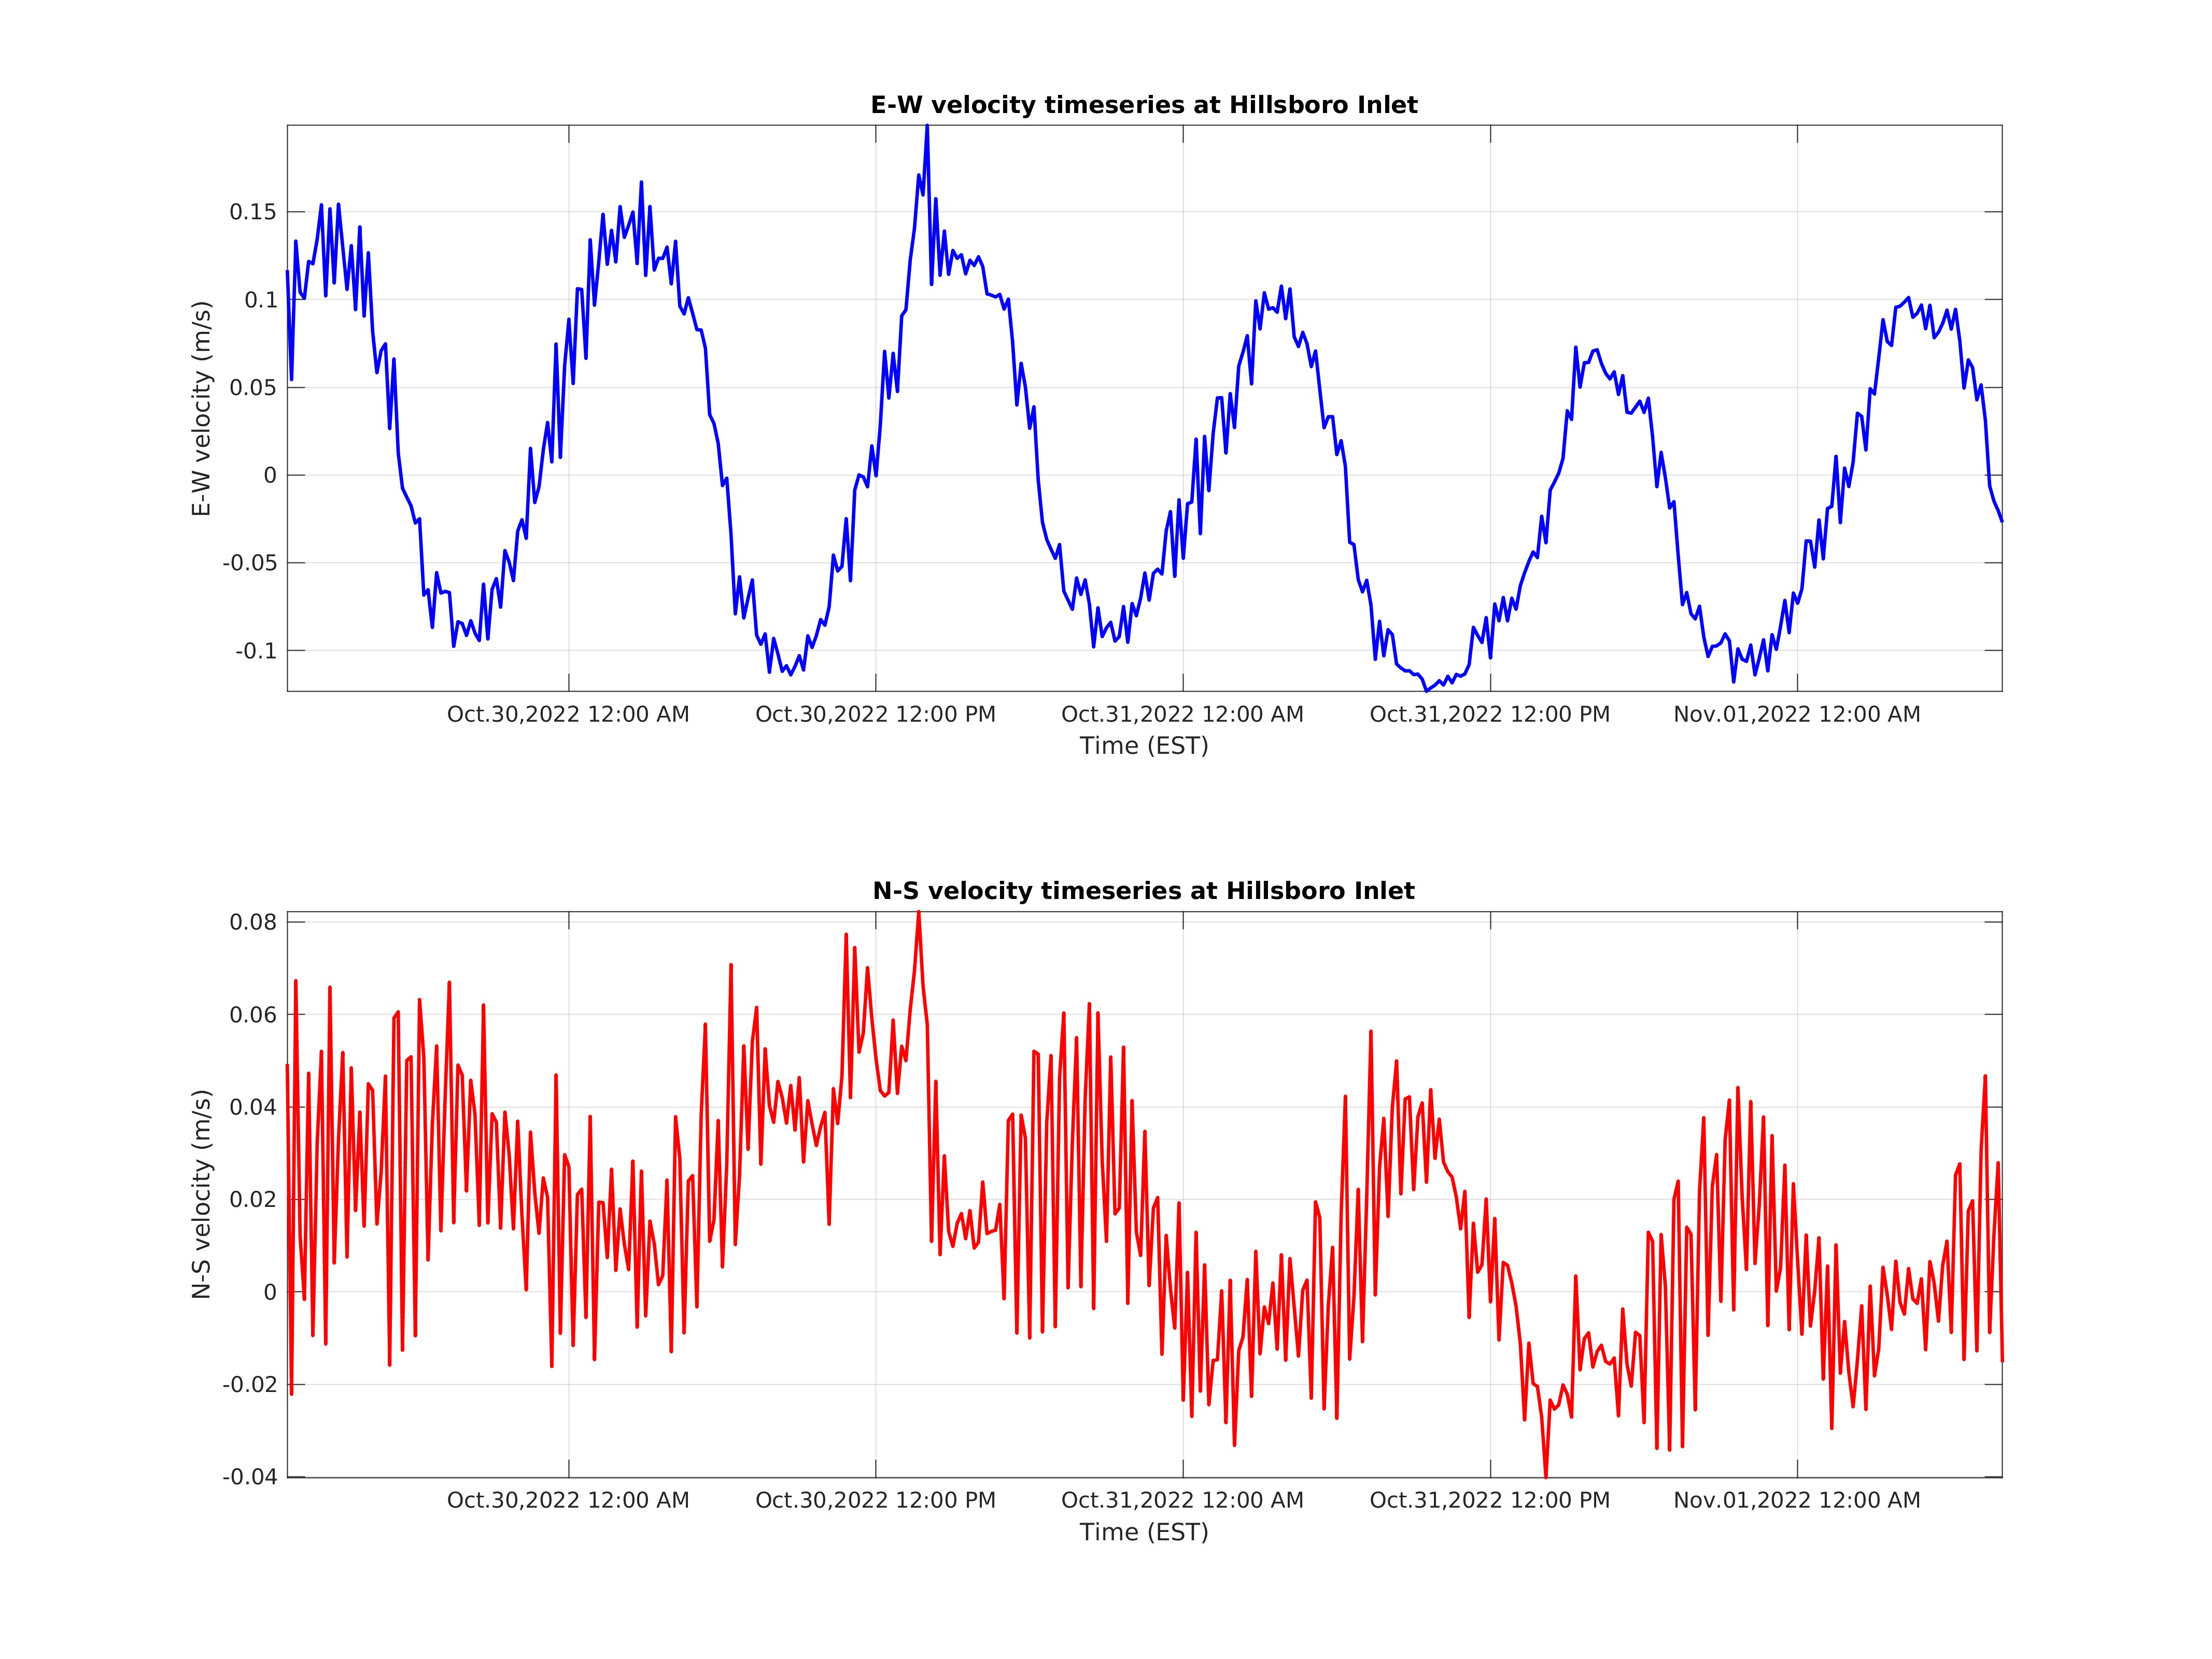 E-W velocity timeseries at Hillsboro Inlet
0.15
0.1
0.05
0
-0.05
-0.1
E-W velocity (m/s)
Oct.30,2022 12:00 AM Oct.30,2022 12:00 PM Oct.31,2022 12:00 AM Oct.31,2022 12:00 PM Nov.01,2022 12:00 AM
Time (EST)
N-S velocity timeseries at Hillsboro Inlet
0.08
0.06
0.04
0.02
0
-0.02
-0.04
N-S velocity (m/s)
Oct.30,2022 12:00 AM Oct.30,2022 12:00 PM Oct.31,2022 12:00 AM Oct.31,2022 12:00 PM Nov.01,2022 12:00 AM
Time (EST)